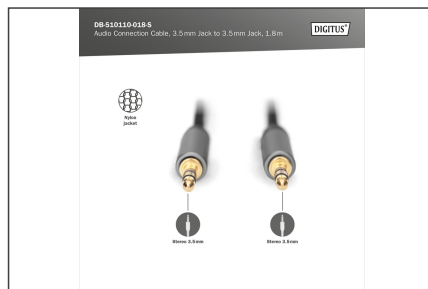 DB-510110-018-S
Audio Connection Cable, 3.5mm Jack to 3.5mm Jack, 1.8m
DIGITUS®
Nylon
jacket
Stereo 3.5mm
Stereo 3.5mm